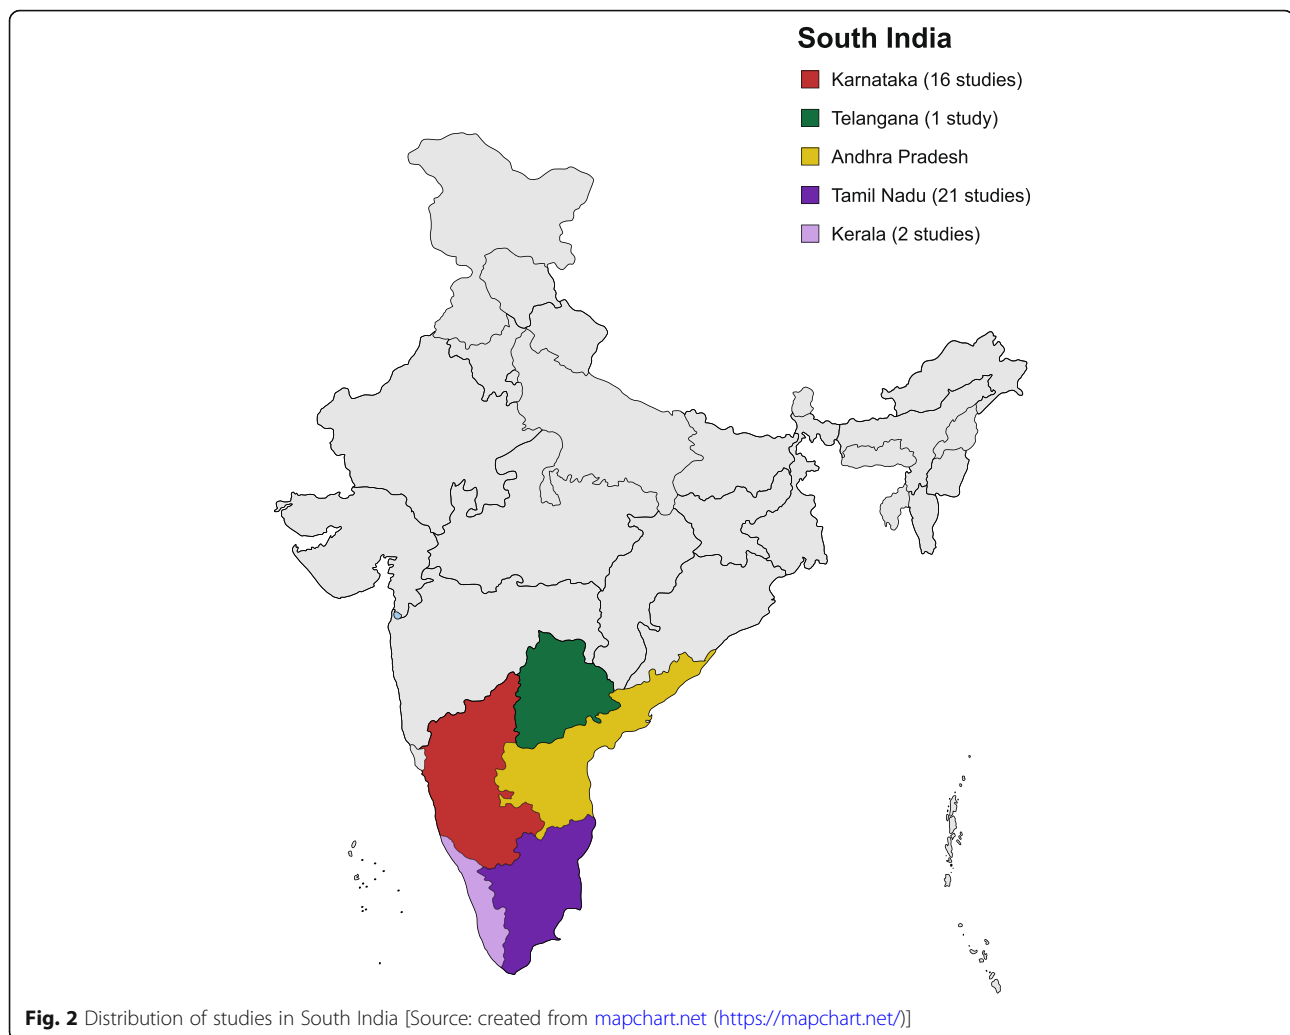 South India
Karnataka (16 studies)
Telangana (1 study)
Andhra Pradesh
Tamil Nadu (21 studies)
Kerala (2 studies)
Fig. 2 Distribution of studies in South India [Source: created from mapchart.net (https://mapchart.net/)]